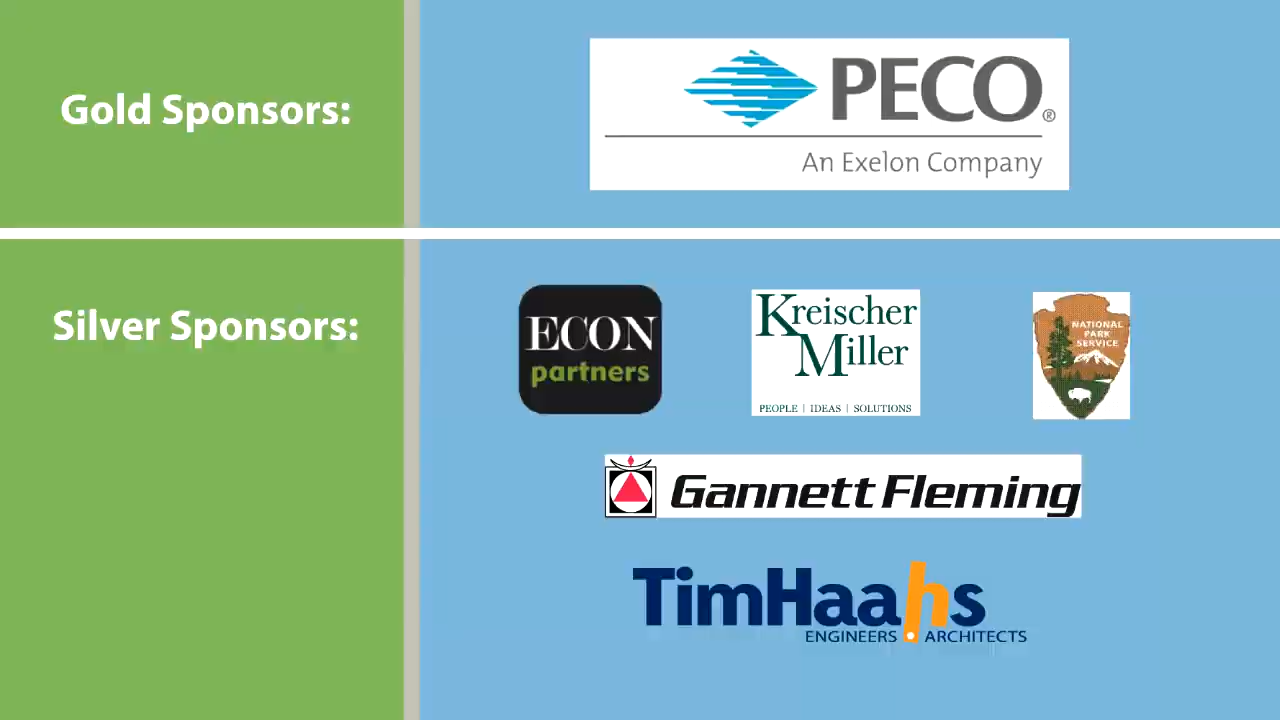 Gold Sponsors:
PECO®
An Exelon Company
Silver Sponsors:
ECON
partners
Kreischer
Miller
PEOPLE | IDEAS | SOLUTIONS
NATIONAL
PARK
SERVICE
Gannett Fleming
TimHaahs
ENGINEERS . ARCHITECTS